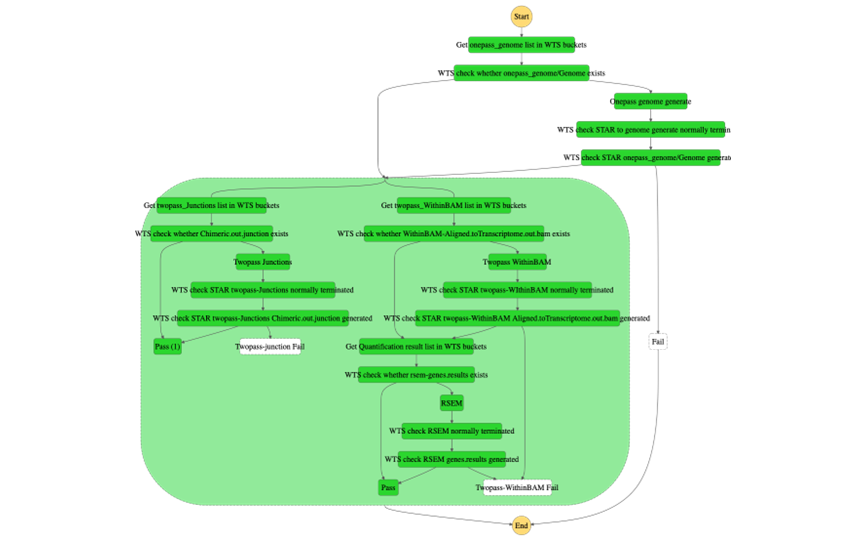 Start
Get onepass_genome list in WTS buckets
WTS check whether onepass_genome/Genome exists
Onepass genome generate
WTS check STAR to genome generate normally termin
WTS check STAR onepass_genome/Genome generat
Get twopass_Junctions list in WTS buckets
Get twopass_WithinBAM list in WTS buckets
WTS check whether Chimeric.out.junction exists
WTS check whether WithinBAM-Aligned.toTranscriptome.out.bam exists
Twopass Junctions
Twopass WithinBAM
WTS check STAR twopass-Junctions normally terminated
WTS check STAR twopass-WIthinBAM normally terminated
WTS check STAR twopass-Junctions Chimeric.out.junction generated
WTS check STAR twopass-WithinBAM Aligned.toTranscriptome.out.bam generated
Pass (1)
Twopass-junction Fail
Get Quantification result list in WTS buckets
Fail
WTS check whether rsem-genes.results exists
RSEM
WTS check RSEM normally terminated
WTS check RSEM genes.results generated
Pass
Twopass-WithinBAM Fail
End